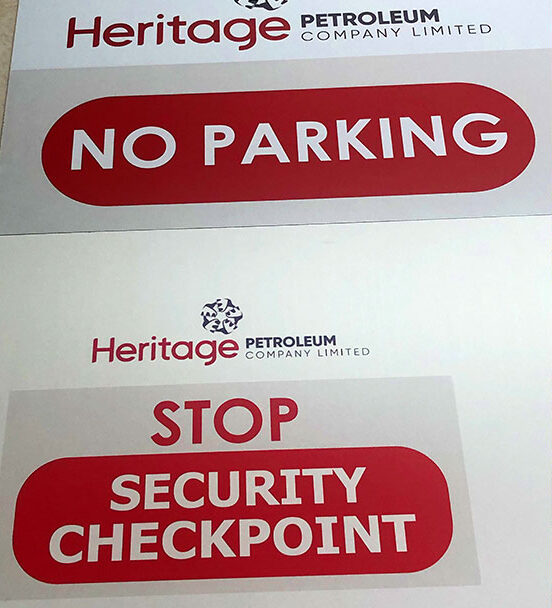 Heritage PETROLEUM
COMPANY LIMITED
NO PARKING
Heritage PETROLEUM
COMPANY LIMITED
STOP
SECURITY
CHECKPOINT